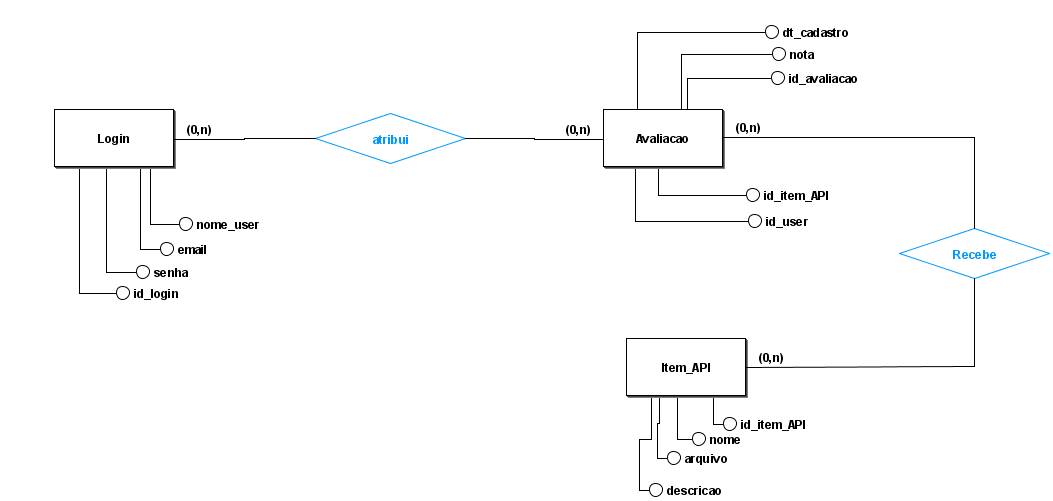 dt_cadastro
nota
id_avaliacao
Login
(0,n)
atribui
(0,n)
Avaliacao
(0,n)
id_item_API
id_user
nome_user
email
senha
id_login
Recebe
Item_API
(0,n)
id_item_API
nome
arquivo
descricao